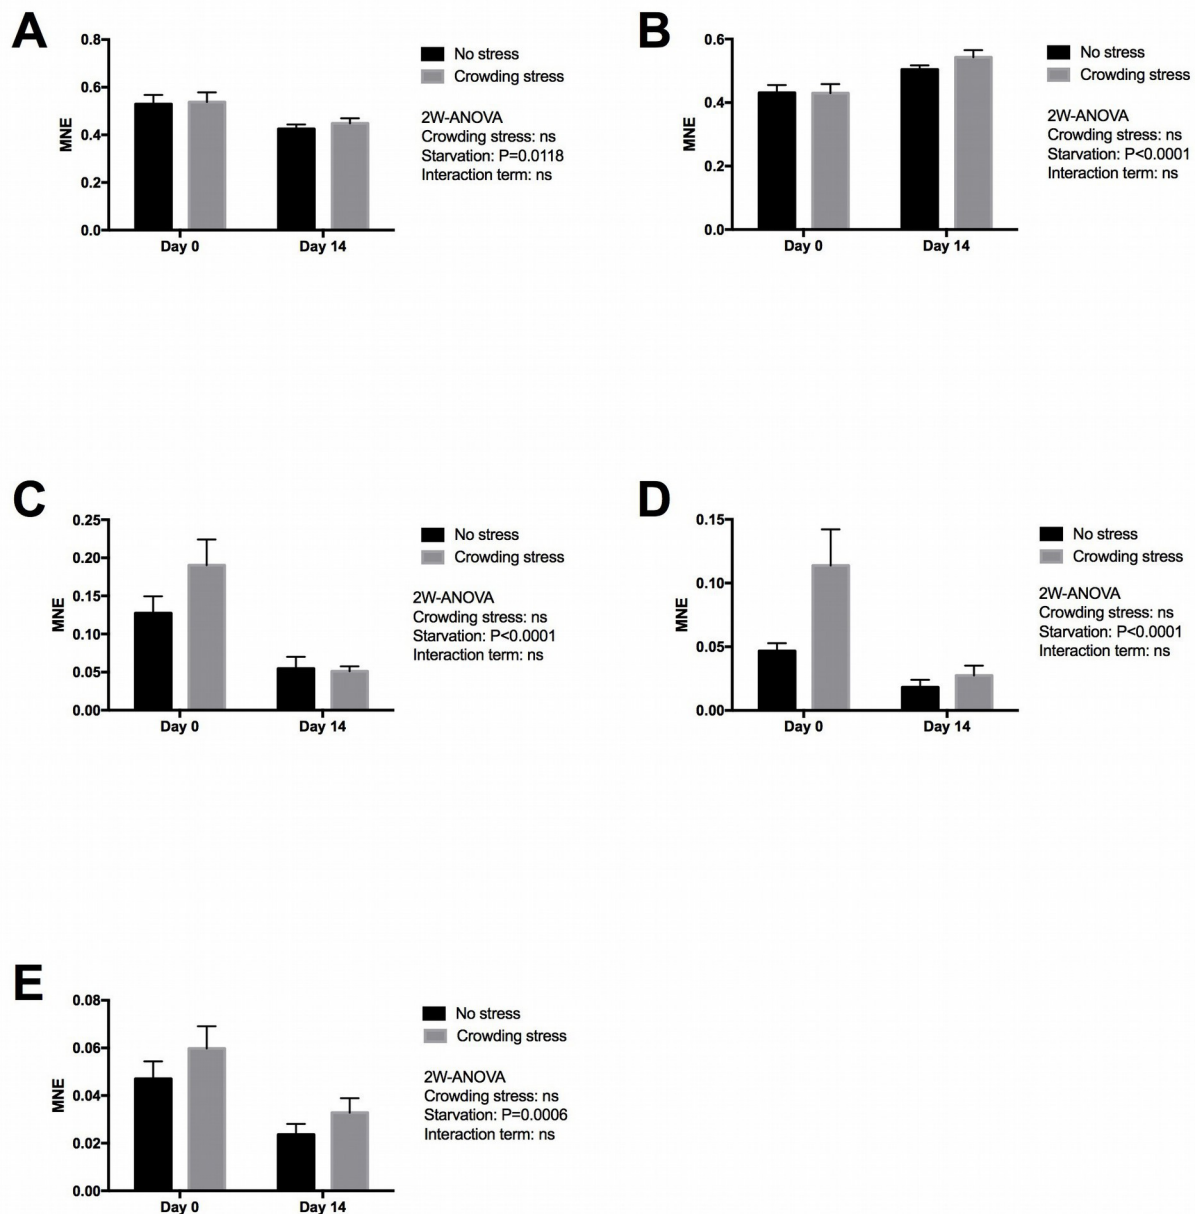 A
MNE
0.8
0.6
0.4
0.2
0.0
Day 0
Day 14
No stress
Crowding stress
2W-ANOVA
Crowding stress: ns
Starvation: P=0.0118
Interaction term: ns
B
MNE
0.6
0.4
0.2
0.0
Day 0
Day 14
No stress
Crowding stress
2W-ANOVA
Crowding stress: ns
Starvation: P<0.0001
Interaction term: ns
C
MNE
0.25
0.20
0.15
0.10
0.05
0.00
Day 0
Day 14
No stress
Crowding stress
2W-ANOVA
Crowding stress: ns
Starvation: P<0.0001
Interaction term: ns
D
MNE
0.15
0.10
0.05
0.00
Day 0
Day 14
No stress
Crowding stress
2W-ANOVA
Crowding stress: ns
Starvation: P<0.0001
Interaction term: ns
E
MNE
0.08
0.06
0.04
0.02
0.00
Day 0
Day 14
No stress
Crowding stress
2W-ANOVA
Crowding stress: ns
Starvation: P=0.0006
Interaction term: ns